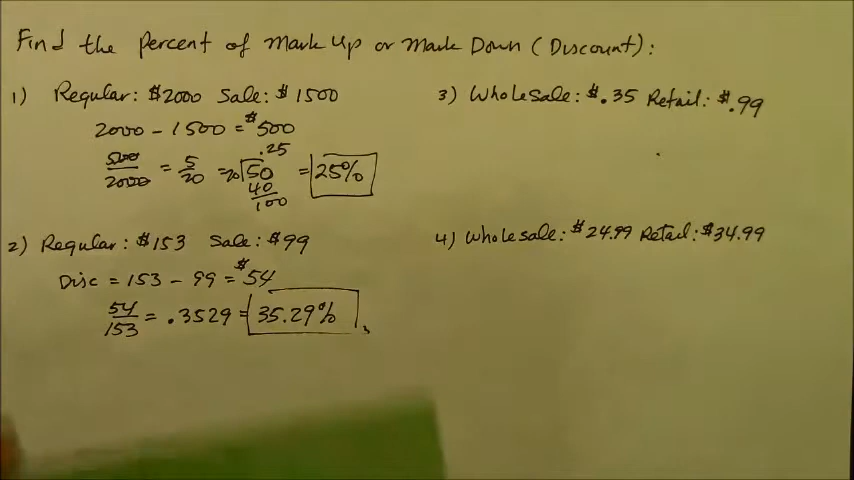 Find the Percent of Mark Up or Mark Down (Discount):
1) Regular: $2000 Sale: $1500
2000 - 1500 = $500
500/2000 = 5/20 = 20)50 .25 = 25%
40
100
2) Regular: $153 Sale: $99
Disc = 153 - 99 = $54
54/153 = .3529 = 35.29%
3) Wholesale: $.35 Retail: $.99
4) Wholesale: $24.99 Retail: $34.99